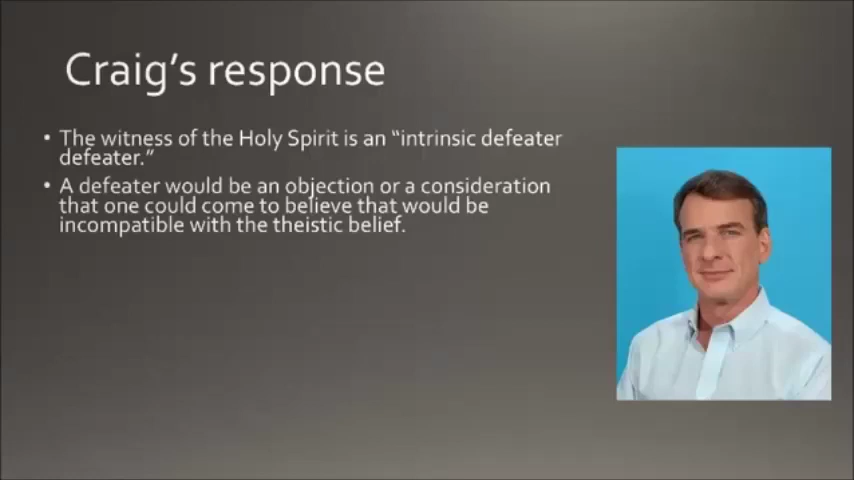 Craig's response
• The witness of the Holy Spirit is an “intrinsic defeater
defeater.”
• A defeater would be an objection or a consideration
that one could come to believe that would be
incompatible with the theistic belief.